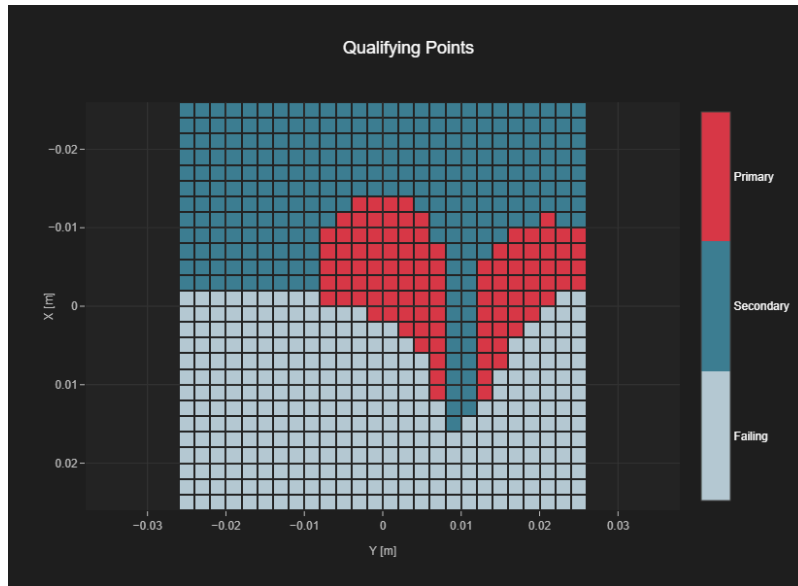 Qualifying Points
−0.02
−0.01
0
0.01
0.02
X [m]
−0.03
−0.02
−0.01
0
0.01
0.02
0.03
Y [m]
Primary
Secondary
Failing